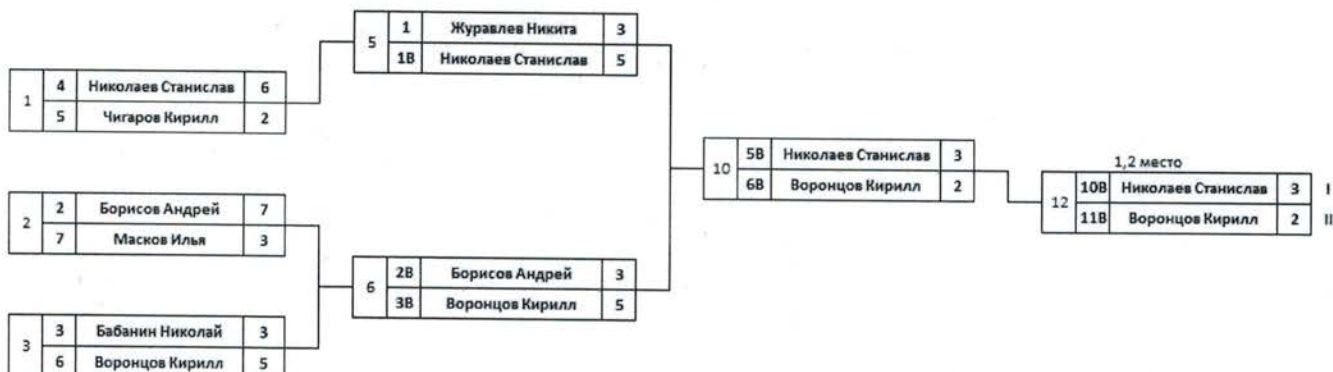 5 1 Журавлев Никита 3
1В Николаев Станислав 5
1 4 Николаев Станислав 6
5 Чигаров Кирилл 2
10 5В Николаев Станислав 3
6В Воронцов Кирилл 2
1,2 место
12 10В Николаев Станислав 3 I
11В Воронцов Кирилл 2 II
2 2 Борисов Андрей 7
7 Масков Илья 3
6 2В Борисов Андрей 3
3В Воронцов Кирилл 5
3 3 Бабанин Николай 3
6 Воронцов Кирилл 5